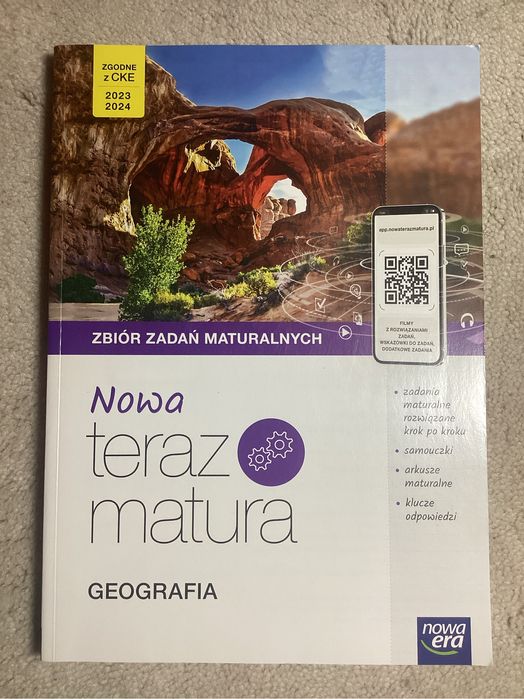 ZGODNE
z CKE
2023
2024
app.nowaterazmatura.pl
FILMY
Z ROZWIĄZANIAMI
ZADAŃ,
WSKAZÓWKI DO ZADAŃ,
DODATKOWE ZADANIA
ZBIÓR ZADAŃ MATURALNYCH
Nowa
teraz
matura
GEOGRAFIA
• zadania
maturalne
rozwiązane
krok po kroku
• samouczki
• arkusze
maturalne
• klucze
odpowiedzi
nowa
era